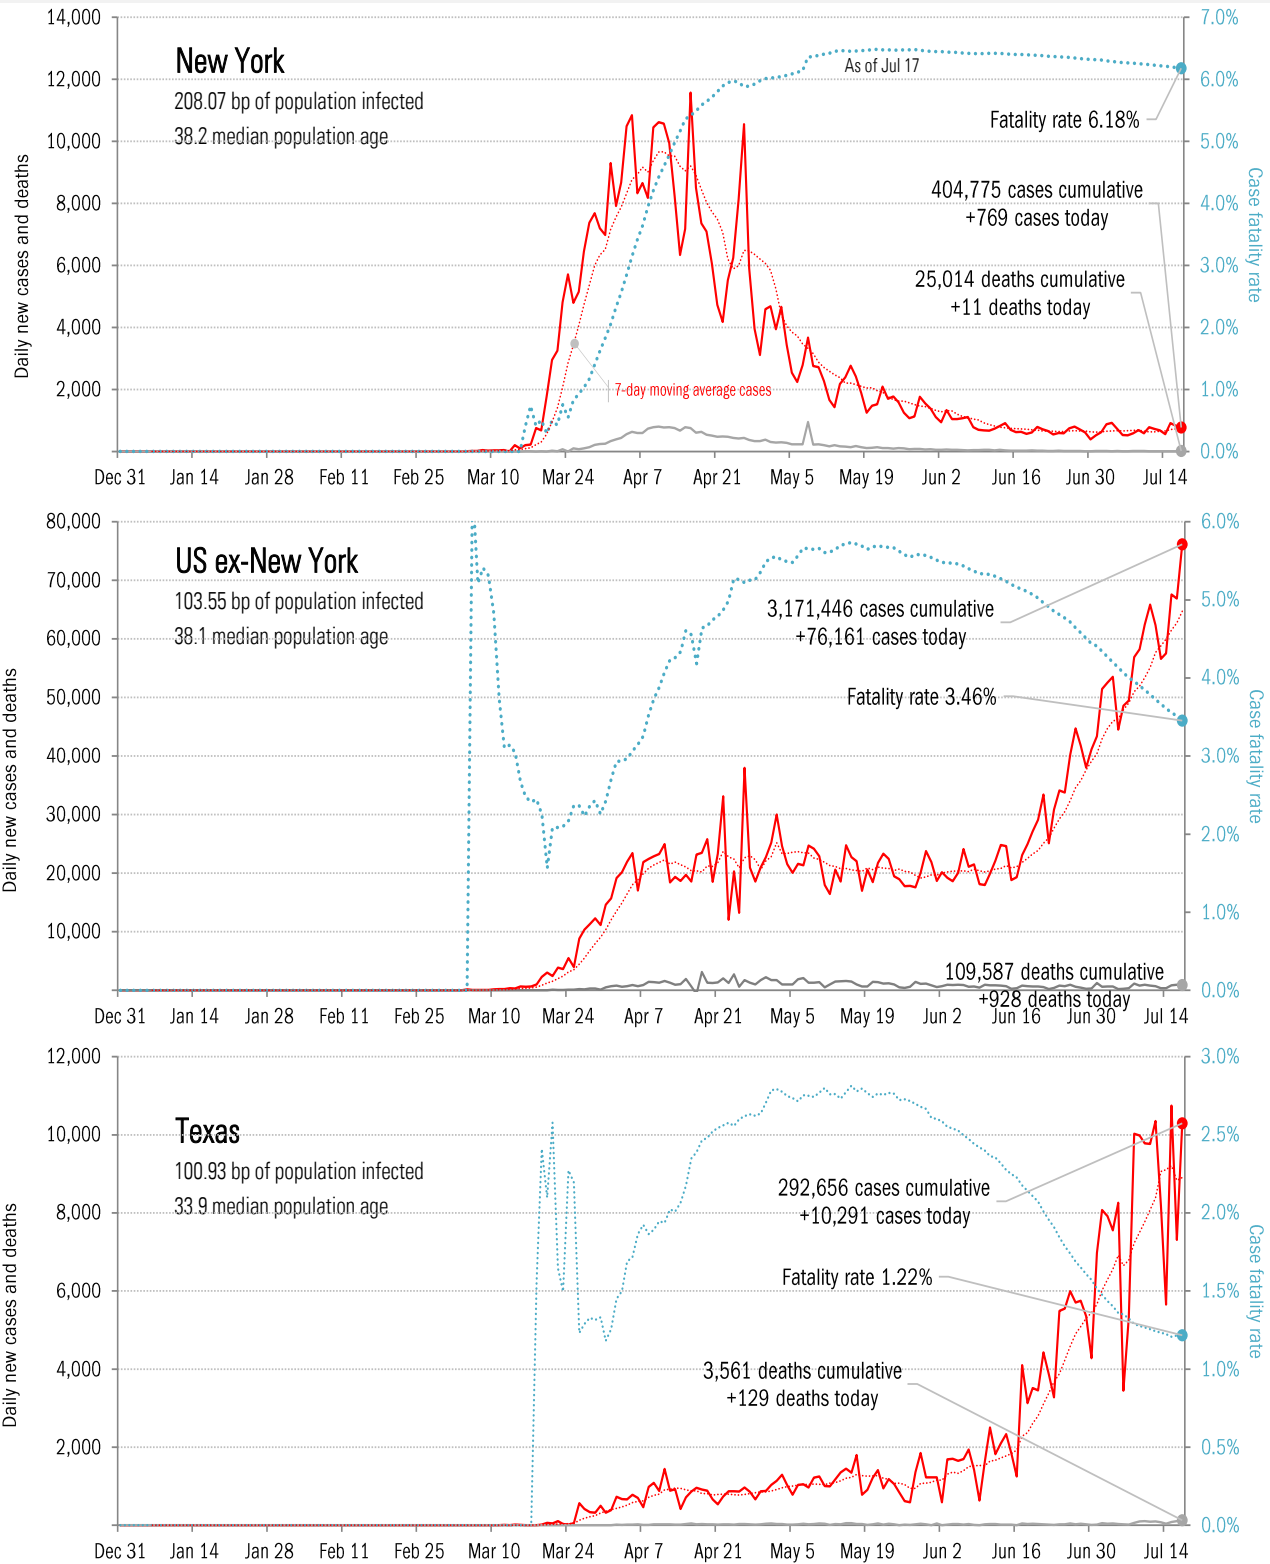 14,000
12,000
10,000
8,000
6,000
4,000
2,000
Daily new cases and deaths
7.0%
6.0%
5.0%
4.0%
3.0%
2.0%
1.0%
0.0%
Case fatality rate
New York
208.07 bp of population infected
38.2 median population age
As of Jul 17
Fatality rate 6.18%
404,775 cases cumulative
+769 cases today
25,014 deaths cumulative
+11 deaths today
7-day moving average cases
Dec 31 Jan 14 Jan 28 Feb 11 Feb 25 Mar 10 Mar 24 Apr 7 Apr 21 May 5 May 19 Jun 2 Jun 16 Jun 30 Jul 14
80,000
70,000
60,000
50,000
40,000
30,000
20,000
10,000
Daily new cases and deaths
6.0%
5.0%
4.0%
3.0%
2.0%
1.0%
0.0%
Case fatality rate
US ex-New York
103.55 bp of population infected
38.1 median population age
3,171,446 cases cumulative
+76,161 cases today
Fatality rate 3.46%
109,587 deaths cumulative
+928 deaths today
Dec 31 Jan 14 Jan 28 Feb 11 Feb 25 Mar 10 Mar 24 Apr 7 Apr 21 May 5 May 19 Jun 2 Jun 16 Jun 30 Jul 14
12,000
10,000
8,000
6,000
4,000
2,000
Daily new cases and deaths
3.0%
2.5%
2.0%
1.5%
1.0%
0.5%
0.0%
Case fatality rate
Texas
100.93 bp of population infected
33.9 median population age
292,656 cases cumulative
+10,291 cases today
Fatality rate 1.22%
3,561 deaths cumulative
+129 deaths today
Dec 31 Jan 14 Jan 28 Feb 11 Feb 25 Mar 10 Mar 24 Apr 7 Apr 21 May 5 May 19 Jun 2 Jun 16 Jun 30 Jul 14